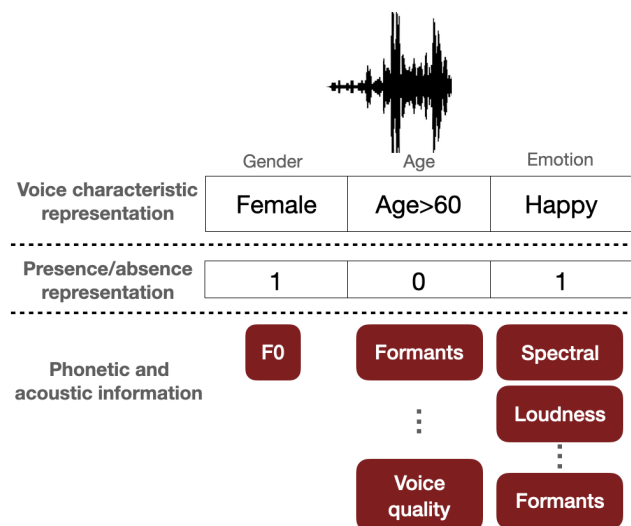 Gender Age Emotion
Voice characteristic
representation
Female Age>60 Happy
Presence/absence
representation
1 0 1
Phonetic and
acoustic information
F0 Formants Spectral
Loudness
Voice
quality
Formants